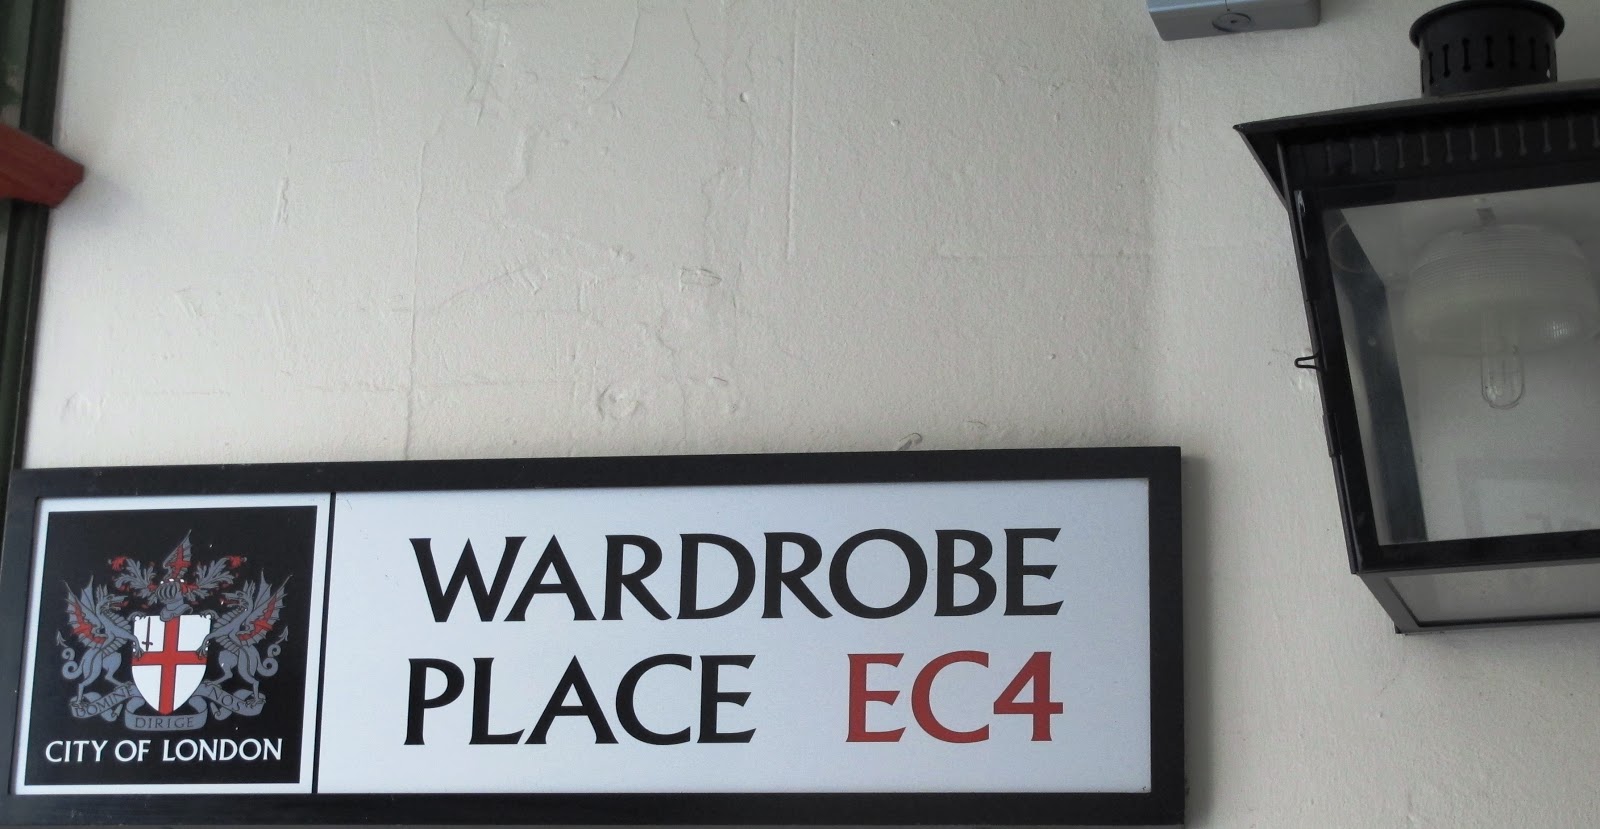 WARDROBE
PLACE EC4
DOMINE DIRIGE NOS
CITY OF LONDON